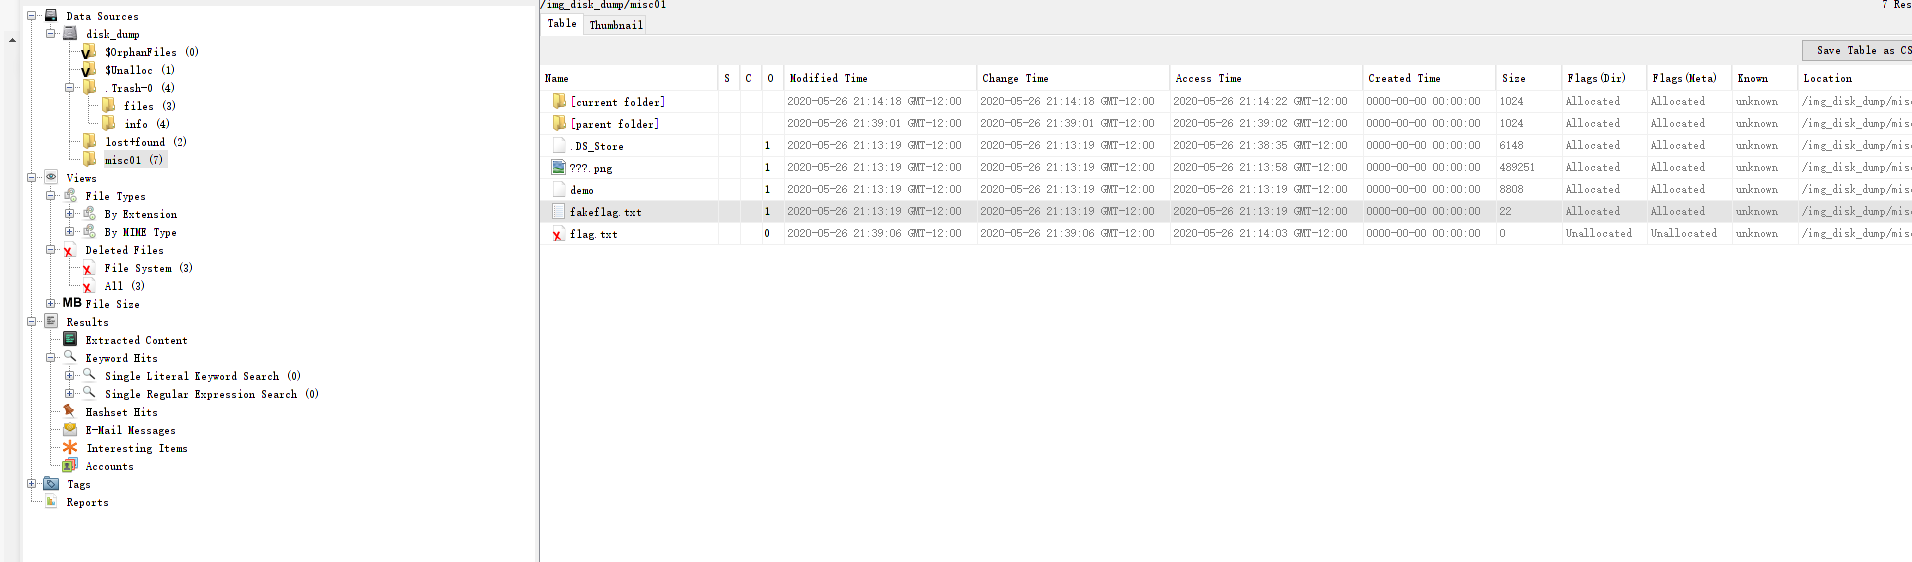 Data Sources
disk_dump
$OrphanFiles (0)
$Unalloc (1)
.Trash-0 (4)
files (3)
info (4)
lost+found (2)
misc01 (7)
Views
File Types
By Extension
By MIME Type
Deleted Files
File System (3)
All (3)
MB File Size
Results
Extracted Content
Keyword Hits
Single Literal Keyword Search (0)
Single Regular Expression Search (0)
Hashset Hits
E-Mail Messages
Interesting Items
Accounts
Tags
Reports
/img_disk_dump/misc01 7 Res
Table Thumbnail
Save Table as CS
Name S C O Modified Time Change Time Access Time Created Time Size Flags(Dir) Flags(Meta) Known Location
[current folder] 2020-05-26 21:14:18 GMT-12:00 2020-05-26 21:14:18 GMT-12:00 2020-05-26 21:14:22 GMT-12:00 0000-00-00 00:00:00 1024 Allocated Allocated unknown /img_disk_dump/misc
[parent folder] 2020-05-26 21:39:01 GMT-12:00 2020-05-26 21:39:01 GMT-12:00 2020-05-26 21:39:02 GMT-12:00 0000-00-00 00:00:00 1024 Allocated Allocated unknown /img_disk_dump/misc
.DS_Store 1 2020-05-26 21:13:19 GMT-12:00 2020-05-26 21:13:19 GMT-12:00 2020-05-26 21:38:35 GMT-12:00 0000-00-00 00:00:00 6148 Allocated Allocated unknown /img_disk_dump/misc
???.png 1 2020-05-26 21:13:19 GMT-12:00 2020-05-26 21:13:19 GMT-12:00 2020-05-26 21:13:58 GMT-12:00 0000-00-00 00:00:00 489251 Allocated Allocated unknown /img_disk_dump/misc
demo 1 2020-05-26 21:13:19 GMT-12:00 2020-05-26 21:13:19 GMT-12:00 2020-05-26 21:13:19 GMT-12:00 0000-00-00 00:00:00 8808 Allocated Allocated unknown /img_disk_dump/misc
fakeflag.txt 1 2020-05-26 21:13:19 GMT-12:00 2020-05-26 21:13:19 GMT-12:00 2020-05-26 21:13:19 GMT-12:00 0000-00-00 00:00:00 22 Allocated Allocated unknown /img_disk_dump/misc
flag.txt 0 2020-05-26 21:39:06 GMT-12:00 2020-05-26 21:39:06 GMT-12:00 2020-05-26 21:14:03 GMT-12:00 0000-00-00 00:00:00 0 Unallocated Unallocated unknown /img_disk_dump/misc